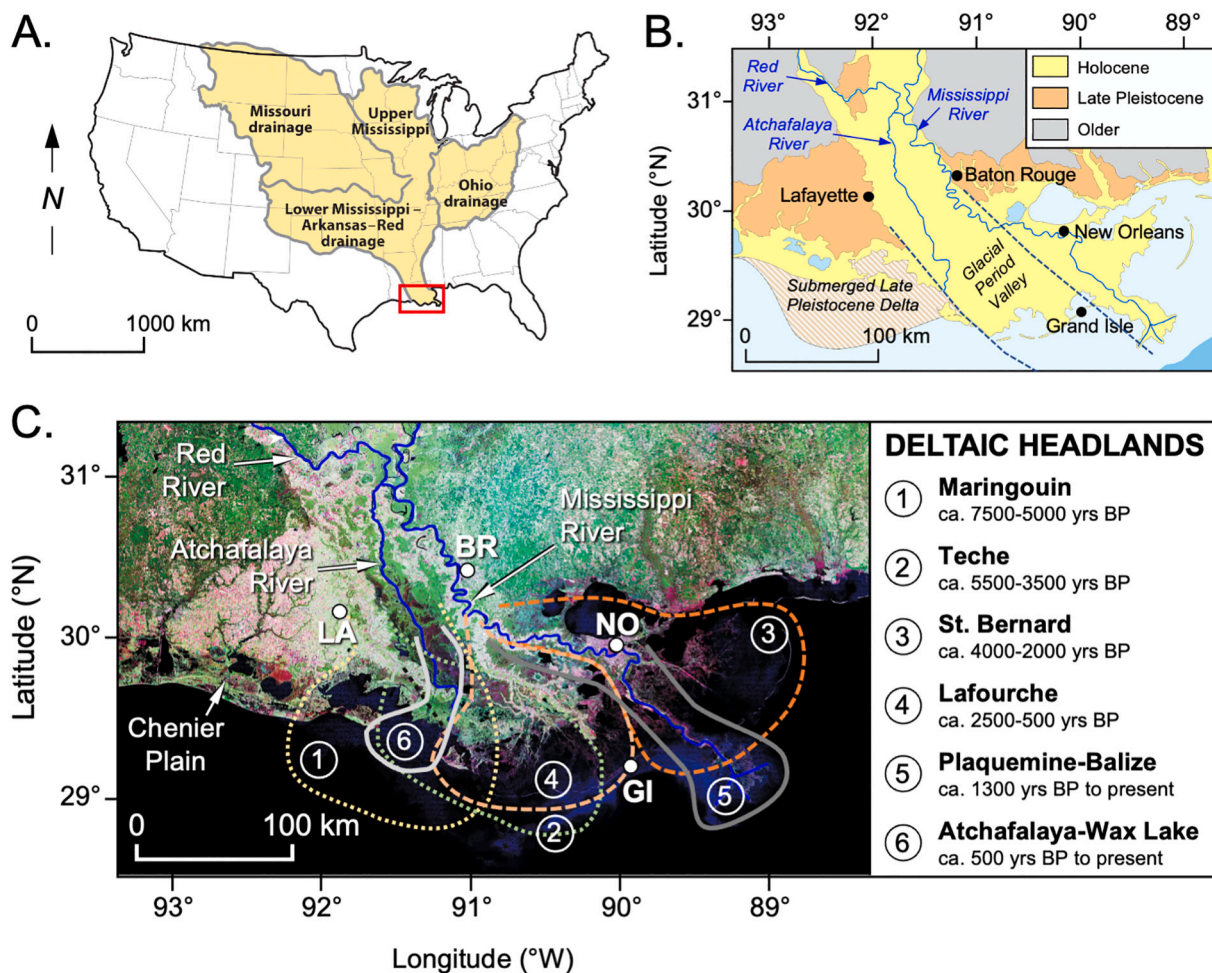 A.
Missouri
drainage
Upper
Mississippi
Ohio
drainage
Lower Mississippi –
Arkansas–Red
drainage
N
0
1000 km
B.
93°
92°
91°
90°
89°
Latitude (°N)
31°
30°
29°
Red
River
Mississippi
River
Atchafalaya
River
Holocene
Late Pleistocene
Older
Lafayette
Baton Rouge
New Orleans
Glacial
Period
Valley
Submerged Late
Pleistocene Delta
Grand Isle
0
100 km
C.
Latitude (°N)
31°
30°
29°
Red
River
Atchafalaya
River
Mississippi
River
BR
LA
NO
GI
Chenier
Plain
1
2
3
4
5
6
0
100 km
93°
92°
91°
90°
89°
Longitude (°W)
DELTAIC HEADLANDS
1 Maringouin
ca. 7500-5000 yrs BP
2 Teche
ca. 5500-3500 yrs BP
3 St. Bernard
ca. 4000-2000 yrs BP
4 Lafourche
ca. 2500-500 yrs BP
5 Plaquemine-Balize
ca. 1300 yrs BP to present
6 Atchafalaya-Wax Lake
ca. 500 yrs BP to present